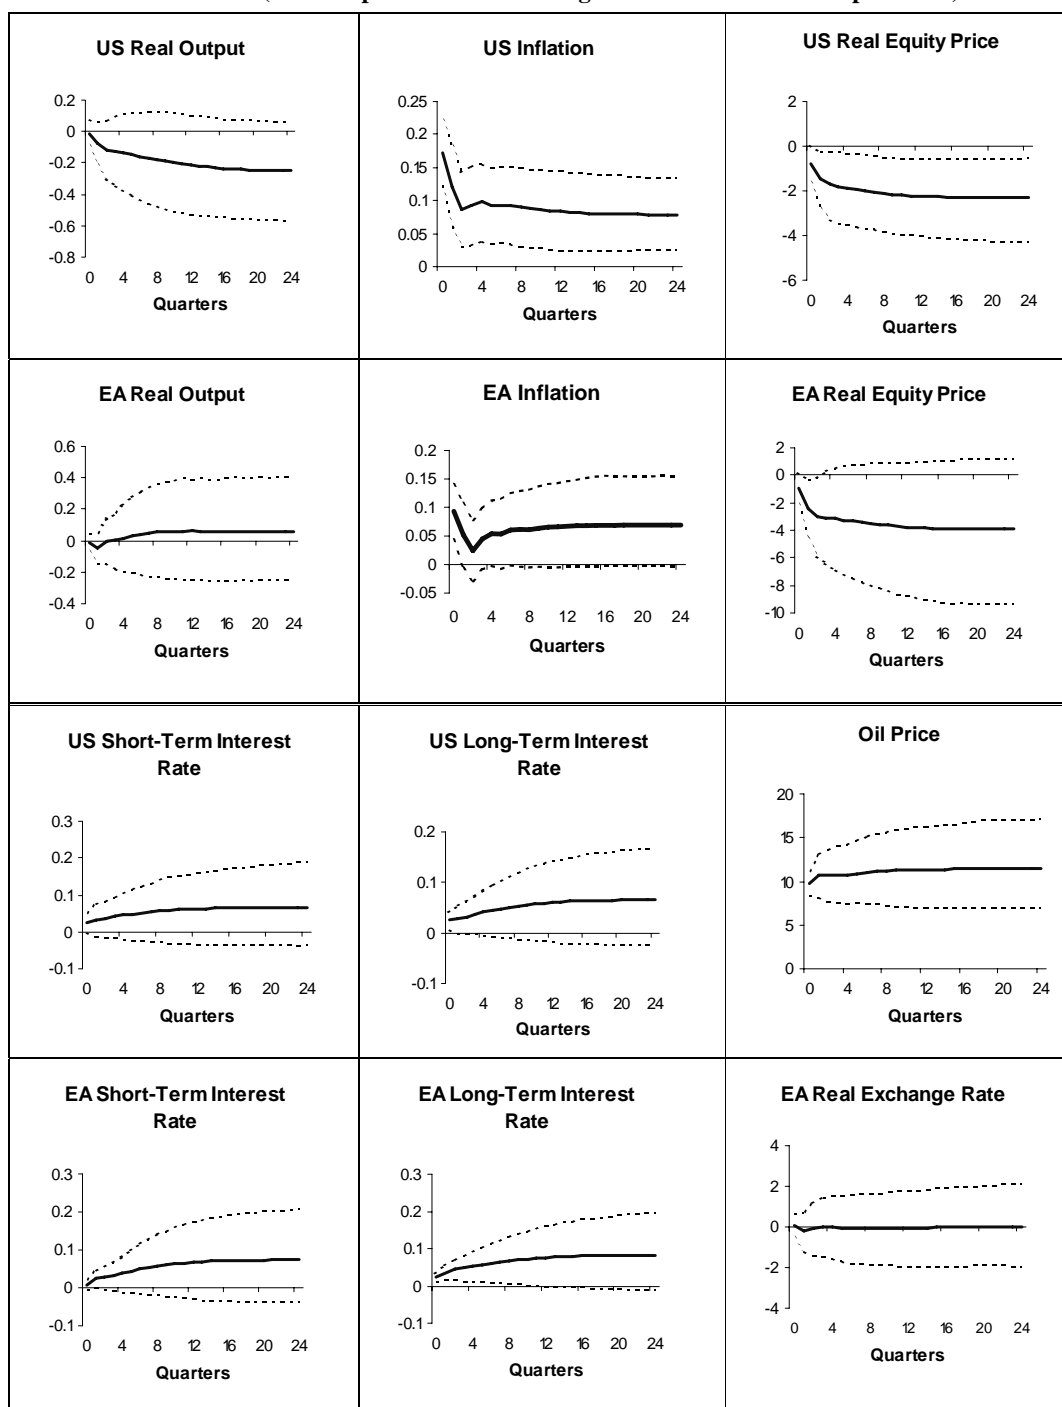 US Real Output
0.2
0
-0.2
-0.4
-0.6
-0.8
0 4 8 12 16 20 24
Quarters
US Inflation
0.25
0.2
0.15
0.1
0.05
0
0 4 8 12 16 20 24
Quarters
US Real Equity Price
2
0
-2
-4
-6
0 4 8 12 16 20 24
Quarters
EA Real Output
0.6
0.4
0.2
0
-0.2
-0.4
0 4 8 12 16 20 24
Quarters
EA Inflation
0.2
0.15
0.1
0.05
0
-0.05
0 4 8 12 16 20 24
Quarters
EA Real Equity Price
2
0
-2
-4
-6
-8
-10
0 4 8 12 16 20 24
Quarters
US Short-Term Interest
Rate
0.3
0.2
0.1
0
-0.1
0 4 8 12 16 20 24
Quarters
US Long-Term Interest
Rate
0.2
0.1
0
-0.1
0 4 8 12 16 20 24
Quarters
Oil Price
20
15
10
5
0
0 4 8 12 16 20 24
Quarters
EA Short-Term Interest
Rate
0.3
0.2
0.1
0
-0.1
0 4 8 12 16 20 24
Quarters
EA Long-Term Interest
Rate
0.3
0.2
0.1
0
-0.1
0 4 8 12 16 20 24
Quarters
EA Real Exchange Rate
4
2
0
-2
-4
0 4 8 12 16 20 24
Quarters